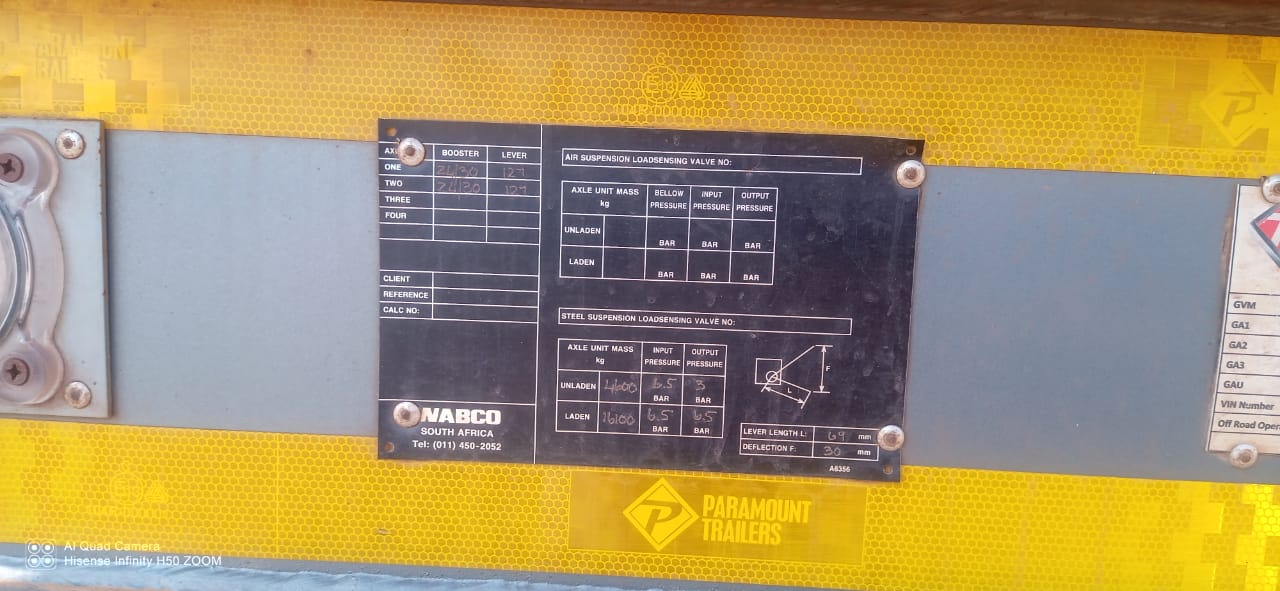 PARAMOUNT
TRAILERS
BOOSTER LEVER
ONE 24/30 127
TWO 24/30 127
THREE
FOUR
CLIENT
REFERENCE
CALC NO:
WABCO
SOUTH AFRICA
Tel: (011) 450-2052
AIR SUSPENSION LOADSENSING VALVE NO:
AXLE UNIT MASS kg BELLOW PRESSURE INPUT PRESSURE OUTPUT PRESSURE
UNLADEN BAR BAR BAR
LADEN BAR BAR BAR
STEEL SUSPENSION LOADSENSING VALVE NO:
AXLE UNIT MASS kg INPUT PRESSURE OUTPUT PRESSURE
UNLADEN 4600 6.5 BAR 3 BAR
LADEN 16100 6.5 BAR 6.5 BAR
F
L
LEVER LENGTH L: 69 mm
DEFLECTION F: 30 mm
A6356
GVM
GA1
GA2
GA3
GAU
VIN Number
Off Road Oper
P PARAMOUNT
TRAILERS
AI Quad Camera
Hisense Infinity H50 ZOOM